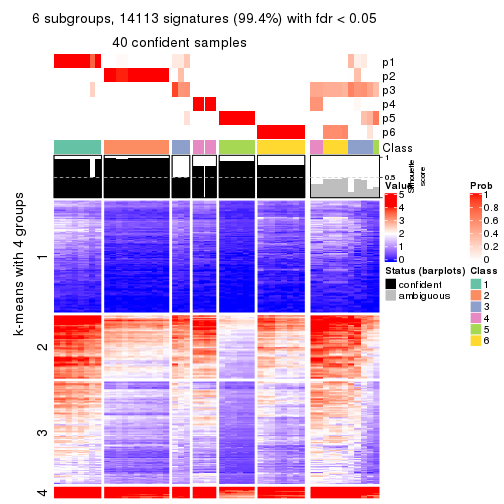 6 subgroups, 14113 signatures (99.4%) with fdr < 0.05
40 confident samples
p1
p2
p3
p4
p5
p6
Class
1
0.5
0
Silhouette
score
k-means with 4 groups
1
2
3
4
Value
5
4
3
2
1
0
Prob
1
0.8
0.6
0.4
0.2
0
Status (barplots)
confident
ambiguous
Class
1
2
3
4
5
6